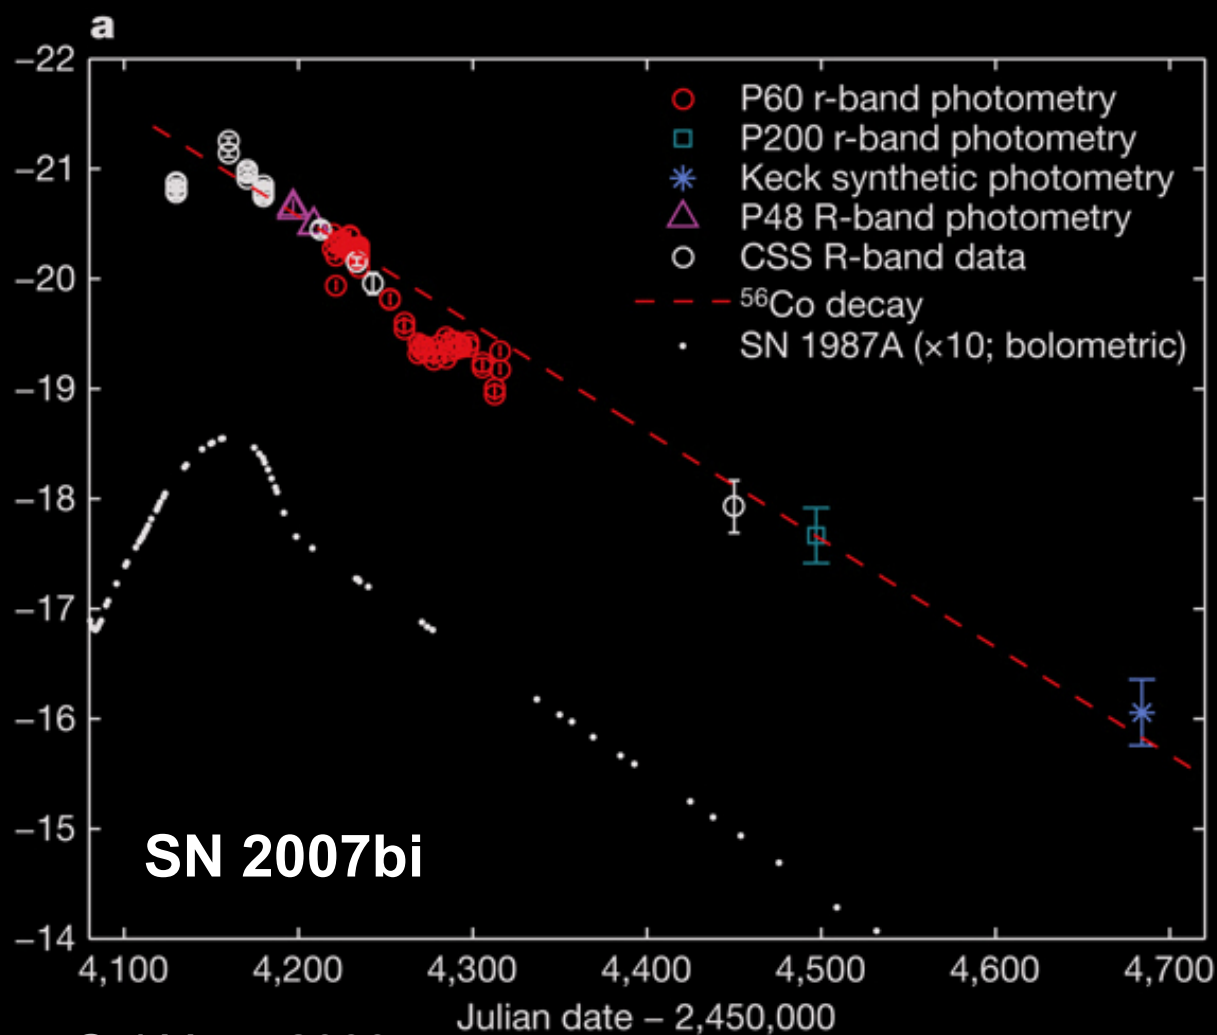 a
−22
−21
−20
−19
−18
−17
−16
−15
−14
P60 r-band photometry
P200 r-band photometry
Keck synthetic photometry
P48 R-band photometry
CSS R-band data
⁵⁶Co decay
SN 1987A (×10; bolometric)
SN 2007bi
4,100 4,200 4,300 4,400 4,500 4,600 4,700
Julian date − 2,450,000